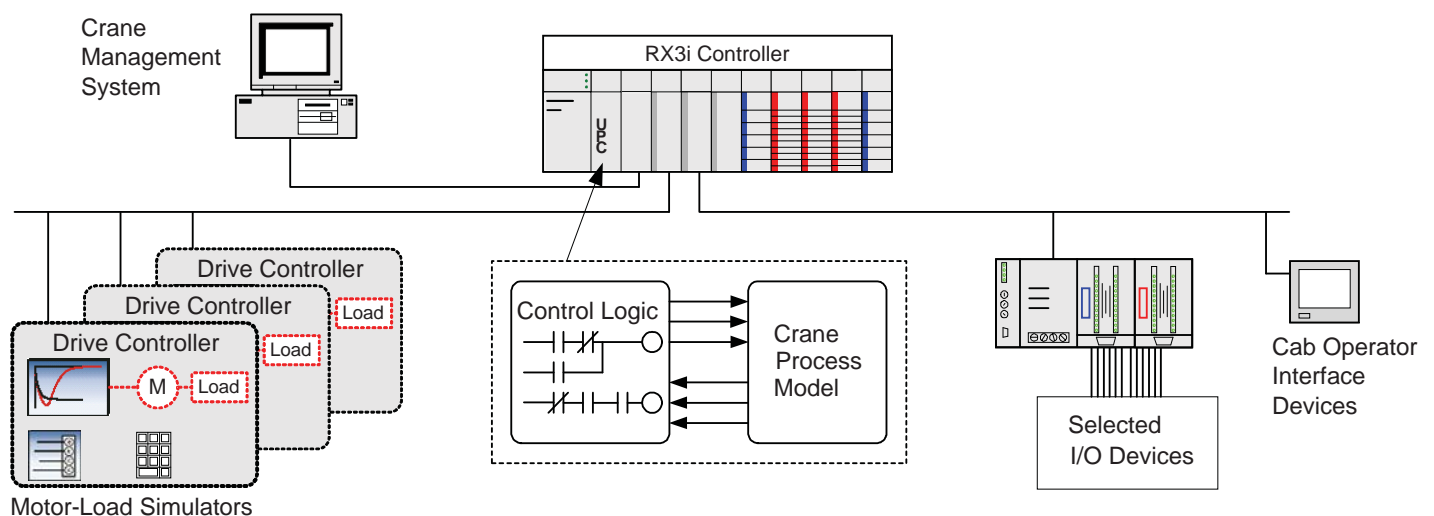 Crane
Management
System
RX3i Controller
U
P
C
Drive Controller
Load
Drive Controller
Load
Drive Controller
M
Load
Motor-Load Simulators
Control Logic
Crane
Process
Model
Selected
I/O Devices
Cab Operator
Interface
Devices